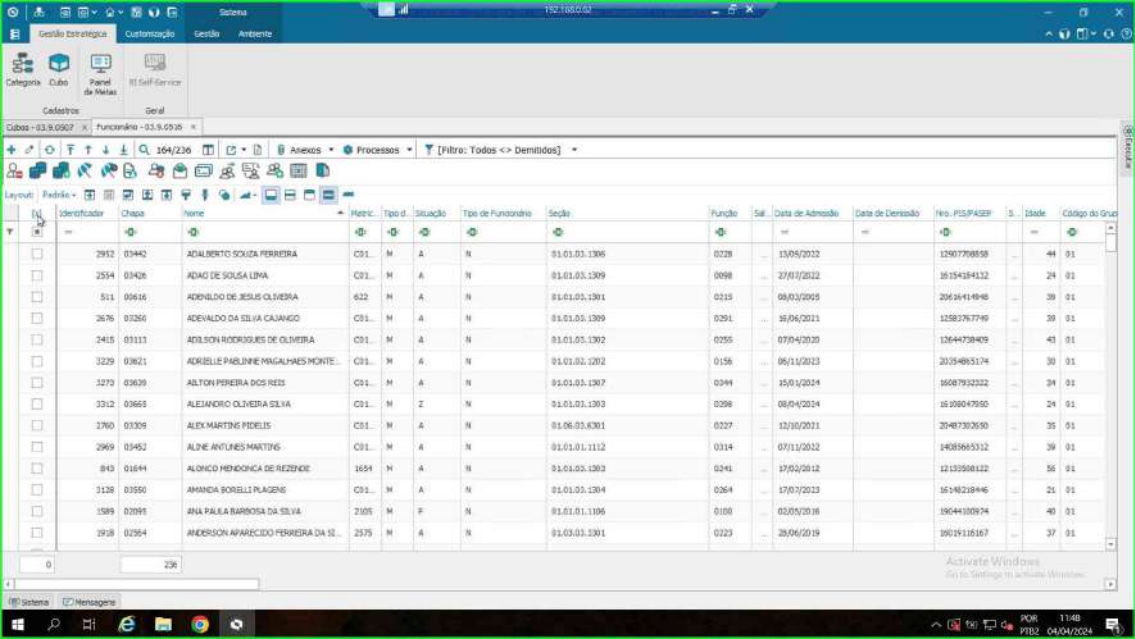 Sistema 192.168.0.62
Gestão Estratégica Customização Gestão Ambiente
Categoria Cubo Painel de Metas BI Self-Service
Cadastros Geral
Cubos - 03.9.0507 × Funcionário - 03.9.0516 ×
164/236 Anexos Processos [Filtro: Todos <> Demitidos]
Executar
Layout: Padrão
[x] Identificador Chapa Nome Matríc... Tipo d... Situação Tipo de Funcionário Seção Função Sal... Data de Admissão Data de Demissão Nro. PIS/PASEP S... Idade Código do Grup
2952 03442 ADALBERTO SOUZA FERREIRA C01... M A N 01.01.03.1306 0228 ... 13/09/2022 12907708858 ... 44 01
2554 03426 ADAO DE SOUSA LIMA C01... M A N 01.01.03.1309 0098 ... 27/07/2022 16154184132 ... 24 01
511 00616 ADENILDO DE JESUS OLIVEIRA 622 M A N 01.01.03.1301 0215 ... 08/03/2005 20616414848 ... 39 01
2676 03260 ADEVALDO DA SILVA CAJANGO C01... M A N 01.01.03.1309 0291 ... 16/06/2021 12583767749 ... 39 01
2415 03113 ADILSON RODRIGUES DE OLIVEIRA C01... M A N 01.01.03.1302 0255 ... 07/04/2020 12644738409 ... 43 01
3229 03621 ADRIELLE PABLINNE MAGALHAES MONTE... C01... M A N 01.01.02.1202 0156 ... 06/11/2023 20354865174 ... 30 01
3273 03639 AILTON PEREIRA DOS REIS C01... M A N 01.01.03.1307 0344 ... 15/01/2024 16087932322 ... 34 01
3312 03665 ALEJANDRO OLIVEIRA SILVA C01... M Z N 01.01.03.1303 0298 ... 08/04/2024 16108047950 ... 24 01
2760 03309 ALEX MARTINS FIDELIS C01... M A N 01.06.03.6301 0227 ... 12/10/2021 20487302650 ... 35 01
2969 03452 ALINE ANTUNES MARTINS C01... M A N 01.01.01.1112 0314 ... 07/11/2022 14085665312 ... 39 01
843 01644 ALONCO MENDONCA DE REZENDE 1654 M A N 01.01.03.1303 0241 ... 17/02/2012 12133508122 ... 56 01
3128 03550 AMANDA BORELLI PLAGENS C01... M A N 01.01.03.1304 0264 ... 17/07/2023 16148218446 ... 21 01
1589 02095 ANA PAULA BARBOSA DA SILVA 2105 M F N 01.01.01.1106 0100 ... 02/05/2016 19044100974 ... 40 01
1918 02564 ANDERSON APARECIDO FERREIRA DA SI... 2575 M A N 01.03.03.3301 0223 ... 28/06/2019 16019116167 ... 37 01
0 236
Activate Windows
Go to Settings to activate Windows.
Sistema Mensagens
POR 11:48
PTB2 04/04/2024